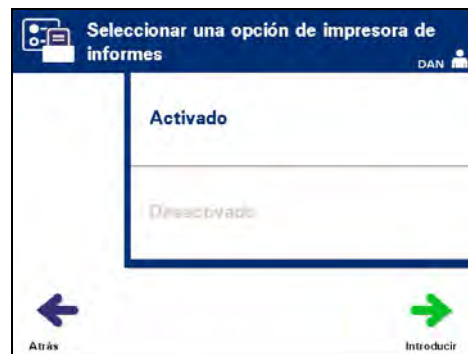 Seleccionar una opción de impresora de
informes
DAN
Activado
Desactivado
Atrás
Introducir